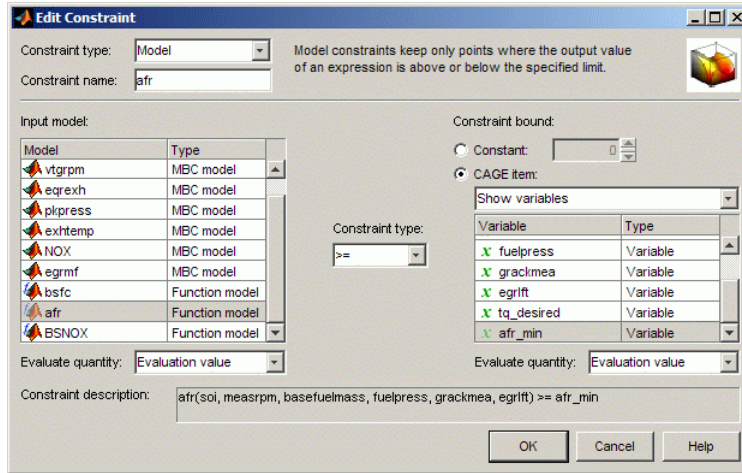 Edit Constraint
Constraint type: Model
Model constraints keep only points where the output value
of an expression is above or below the specified limit.
Constraint name: afr
Input model:
Model Type
vtgrpm MBC model
eqrexh MBC model
pkpress MBC model
exhtemp MBC model
NOX MBC model
egrmf MBC model
bsfc Function model
afr Function model
BSNOX Function model
Evaluate quantity: Evaluation value
Constraint type:
>=
Constraint bound:
Constant: 0
CAGE item:
Show variables
Variable Type
x fuelpress Variable
x grackmea Variable
x egrlft Variable
x tq_desired Variable
x afr_min Variable
Evaluate quantity: Evaluation value
Constraint description: afr(soi, measrpm, basefuelmass, fuelpress, grackmea, egrlft) >= afr_min
OK Cancel Help